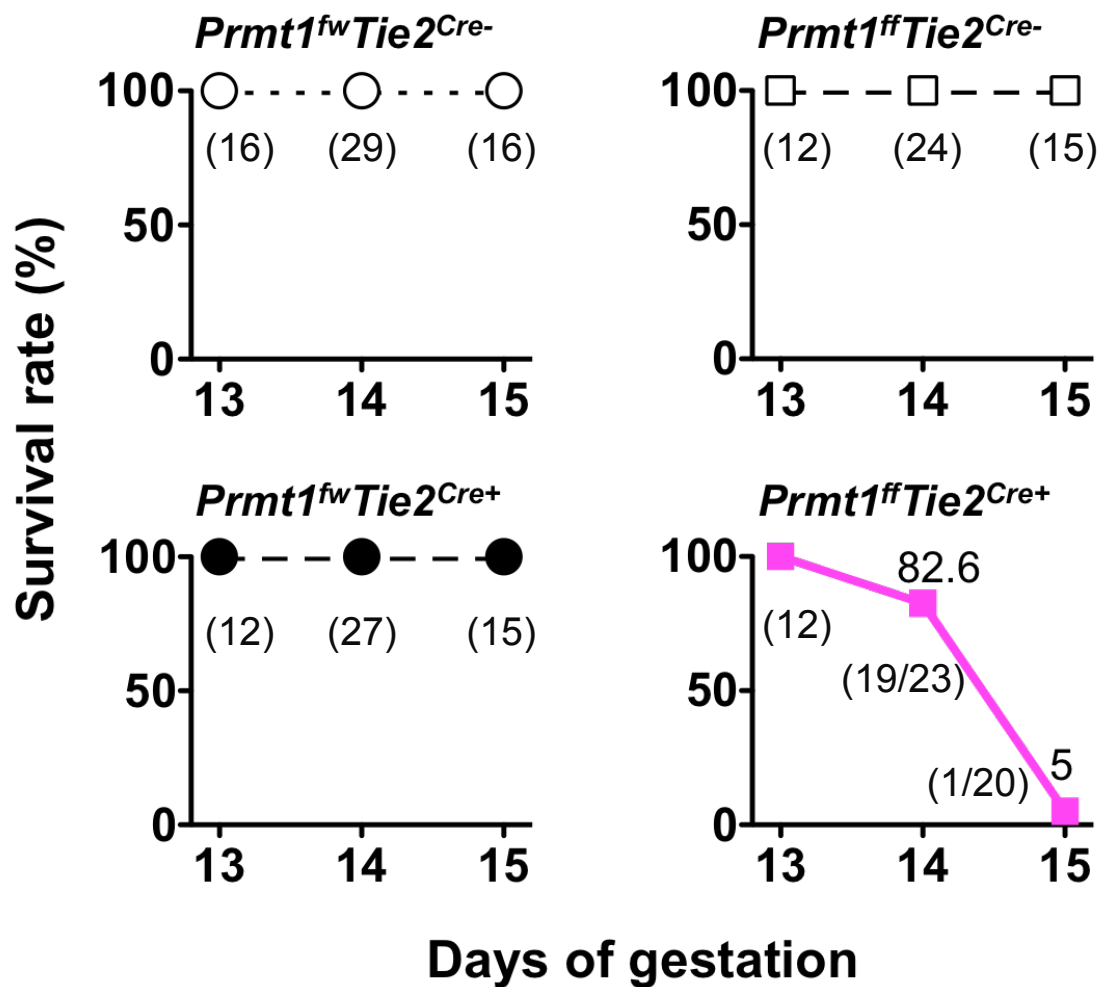 Survival rate (%)
Prmt1fwTie2Cre-
100
50
0
(16) (29) (16)
13 14 15
Prmt1ffTie2Cre-
100
50
0
(12) (24) (15)
13 14 15
Prmt1fwTie2Cre+
100
50
0
(12) (27) (15)
13 14 15
Prmt1ffTie2Cre+
100
50
0
82.6
(12)
(19/23)
(1/20)
5
13 14 15
Days of gestation